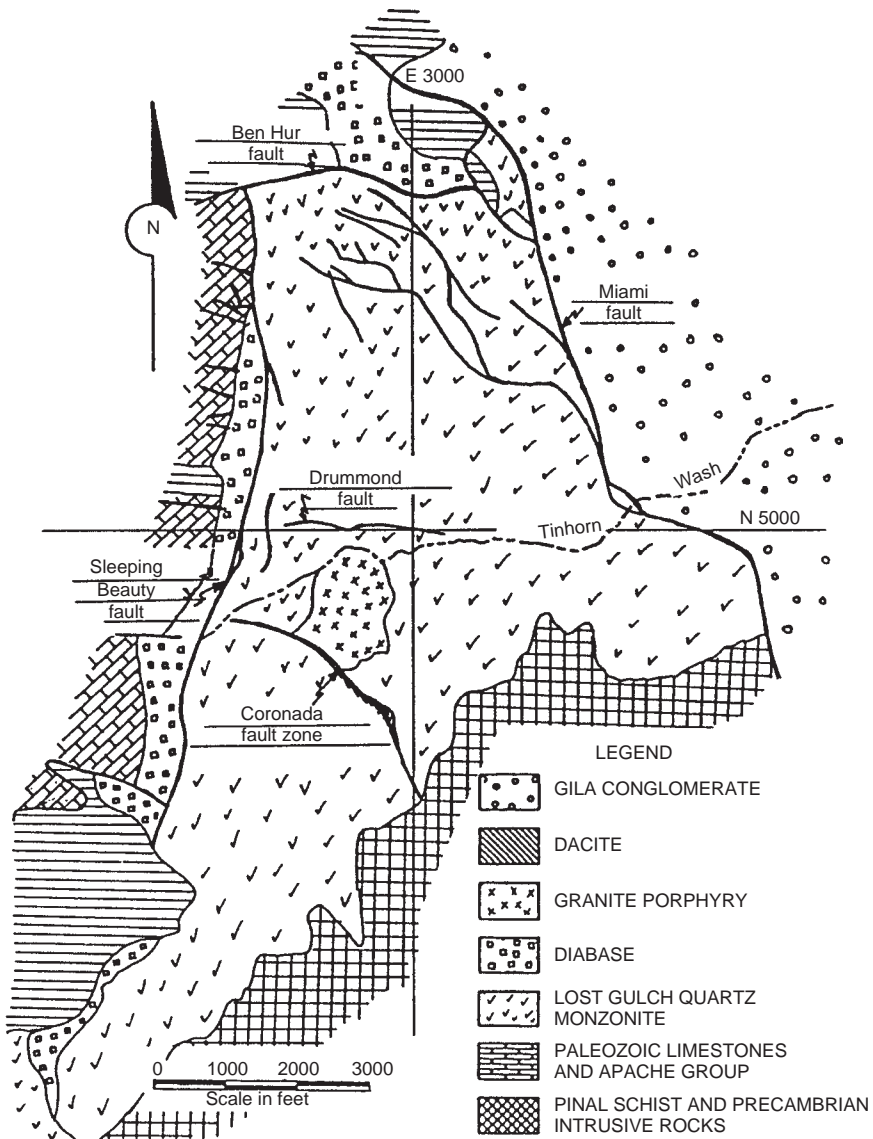 E 3000
Ben Hur
fault
N
Miami
fault
Drummond
fault
Wash
Tinhorn
N 5000
Sleeping
Beauty
fault
Coronada
fault zone
LEGEND
GILA CONGLOMERATE
DACITE
GRANITE PORPHYRY
DIABASE
LOST GULCH QUARTZ
MONZONITE
PALEOZOIC LIMESTONES
AND APACHE GROUP
PINAL SCHIST AND PRECAMBRIAN
INTRUSIVE ROCKS
0 1000 2000 3000
Scale in feet